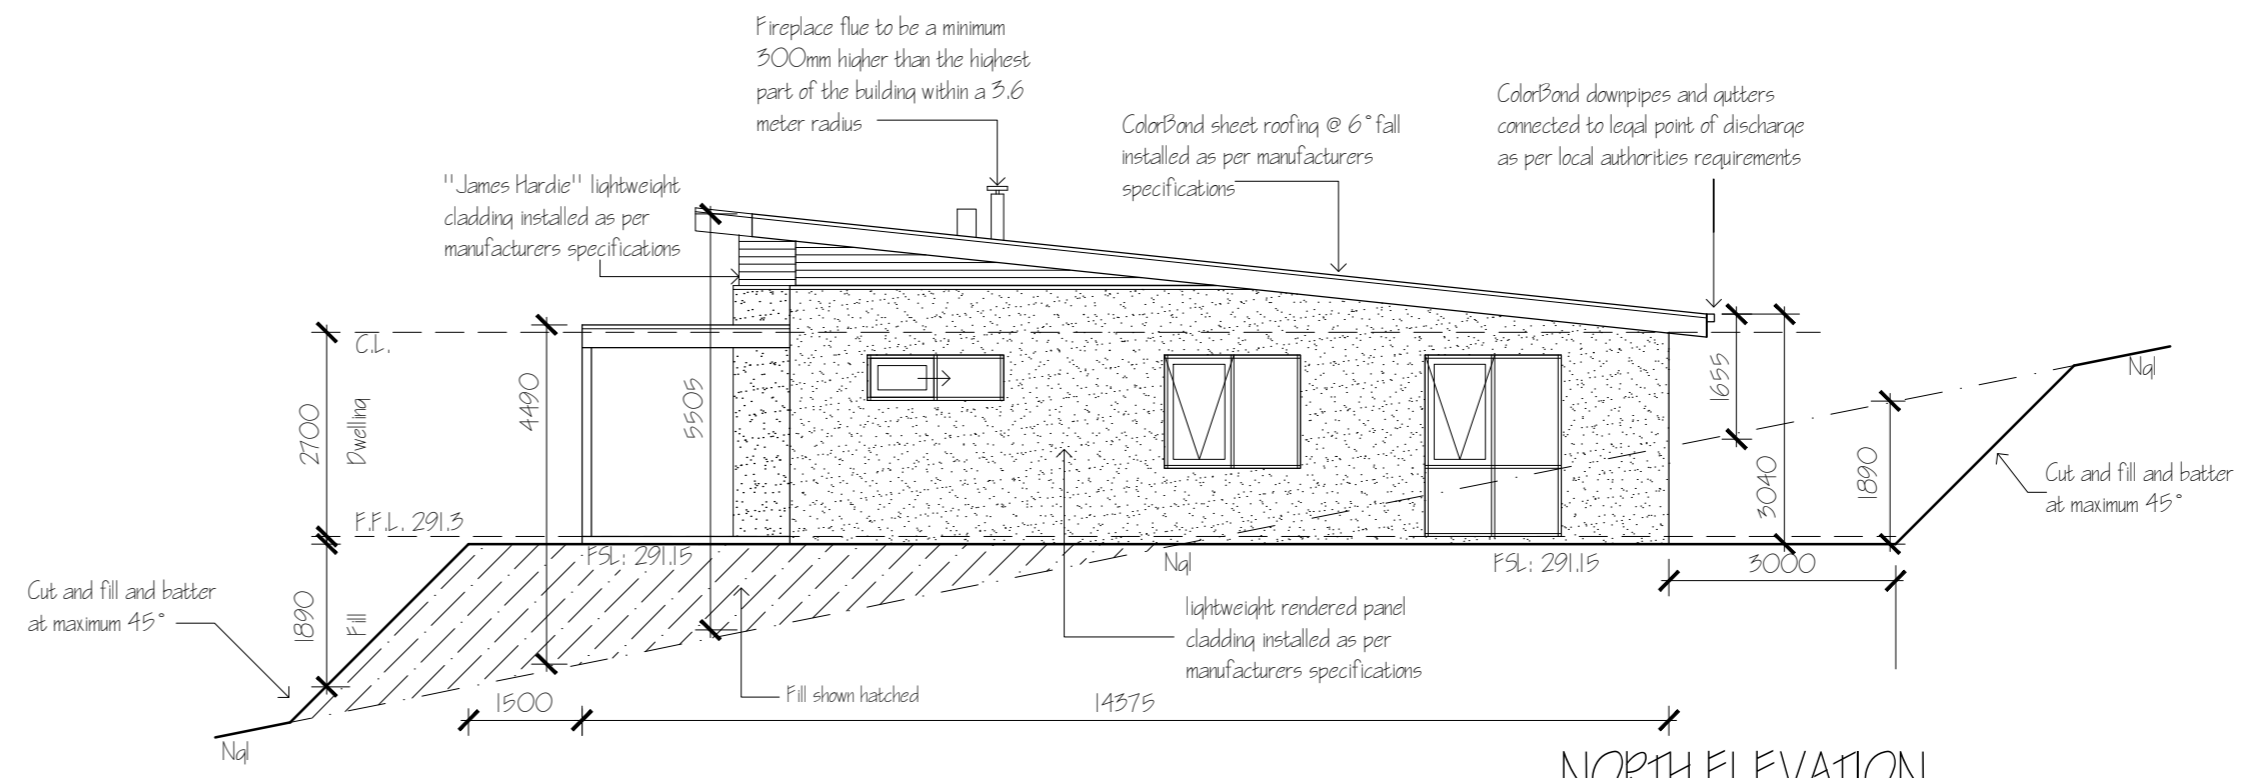 Fireplace flue to be a minimum
300mm higher than the highest
part of the building within a 3.6
meter radius
ColorBond downpipes and gutters
connected to legal point of discharge
as per local authorities requirements
ColorBond sheet roofing @ 6° fall
installed as per manufacturers
specifications
"James Hardie" lightweight
cladding installed as per
manufacturers specifications
C.L.
Ngl
2700
Dwelling
4490
5505
1655
3040
1890
Cut and fill and batter
at maximum 45°
F.F.L. 291.3
FSL: 291.15
Ngl
FSL: 291.15
3000
Cut and fill and batter
at maximum 45°
1890
Fill
lightweight rendered panel
cladding installed as per
manufacturers specifications
Fill shown hatched
1500
14375
Ngl
NORTH ELEVATION